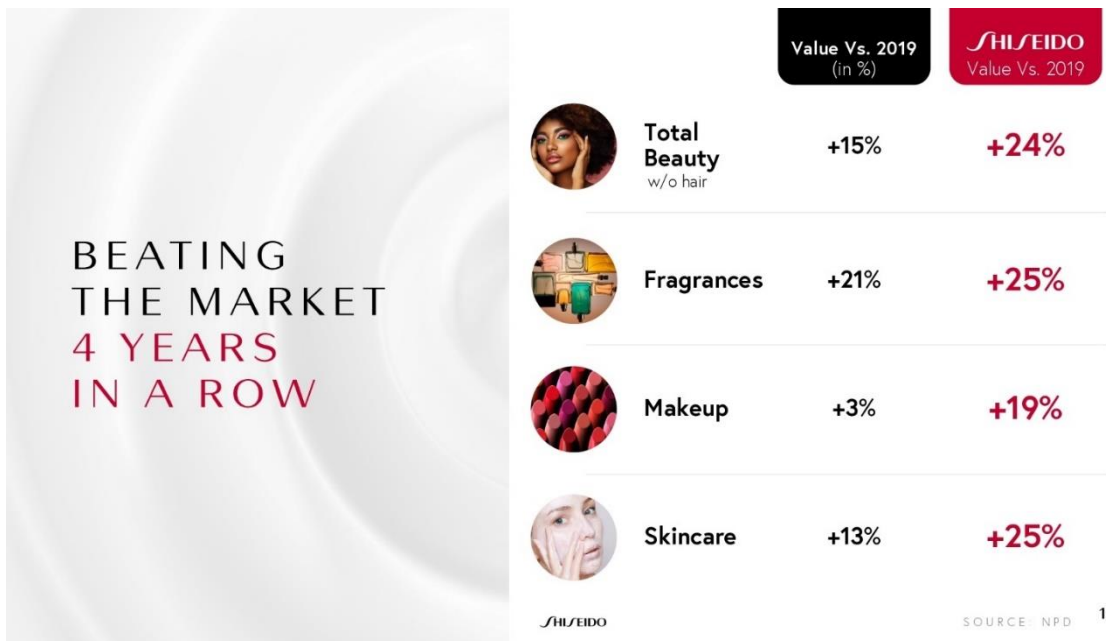 BEATING
THE MARKET
4 YEARS
IN A ROW
Value Vs. 2019
(in %)
SHISEIDO
Value Vs. 2019
Total
Beauty
w/o hair
+15%
+24%
Fragrances
+21%
+25%
Makeup
+3%
+19%
Skincare
+13%
+25%
SHISEIDO
SOURCE: NPD
1